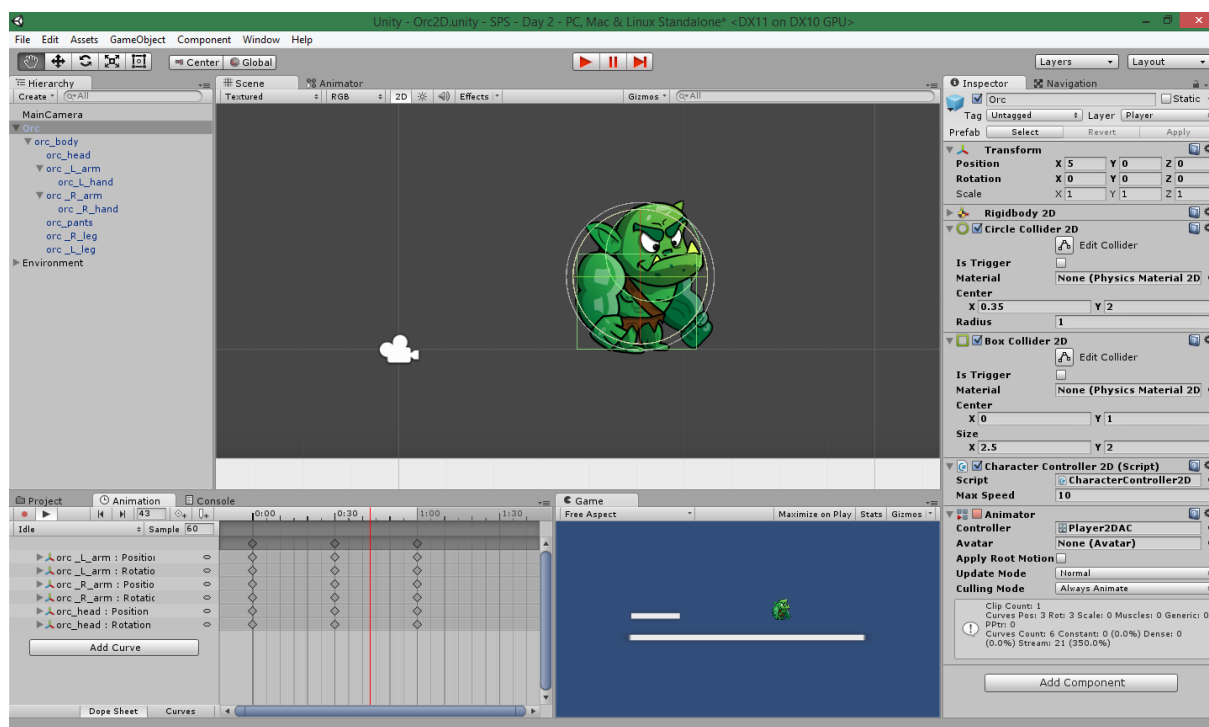 Unity - Orc2D.unity - SPS - Day 2 - PC, Mac & Linux Standalone* <DX11 on DX10 GPU>
File Edit Assets GameObject Component Window Help
Center Global Layers Layout
Hierarchy
Create All
MainCamera
Orc
orc_body
orc_head
orc _L_arm
orc_L_hand
orc _R_arm
orc _R_hand
orc_pants
orc _R_leg
orc _L_leg
Environment
Scene Animator
Textured RGB 2D Effects Gizmos All
Inspector Navigation
Orc Static
Tag Untagged Layer Player
Prefab Select Revert Apply
Transform
Position X 5 Y 0 Z 0
Rotation X 0 Y 0 Z 0
Scale X 1 Y 1 Z 1
Rigidbody 2D
Circle Collider 2D
Edit Collider
Is Trigger
Material None (Physics Material 2D
Center
X 0.35 Y 2
Radius 1
Box Collider 2D
Edit Collider
Is Trigger
Material None (Physics Material 2D
Center
X 0 Y 1
Size
X 2.5 Y 2
Character Controller 2D (Script)
Script CharacterController2D
Max Speed 10
Animator
Controller Player2DAC
Avatar None (Avatar)
Apply Root Motion
Update Mode Normal
Culling Mode Always Animate
Clip Count: 1
Curves Pos: 3 Rot: 3 Scale: 0 Muscles: 0 Generic: 0
PPtr: 0
Curves Count: 6 Constant: 0 (0.0%) Dense: 0
(0.0%) Stream: 21 (350.0%)
Add Component
Project Animation Console
43 0:00 0:30 1:00 1:30
Idle Sample 60
orc _L_arm : Position
orc _L_arm : Rotatio
orc _R_arm : Positio
orc _R_arm : Rotatic
orc_head : Position
orc_head : Rotation
Add Curve
Dope Sheet Curves
Game
Free Aspect Maximize on Play Stats Gizmos